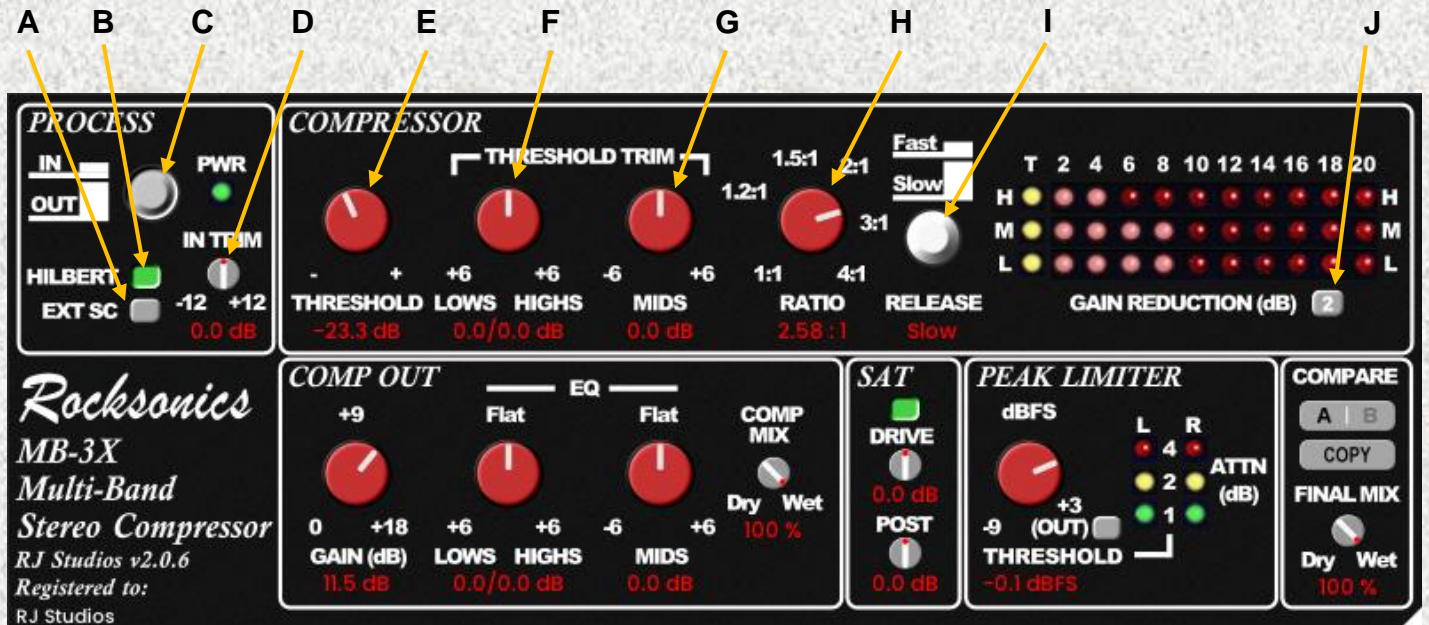 A B C D E F G H I J
PROCESS
IN
OUT
PWR
IN TRIM
HILBERT
EXT SC
-12 +12
0.0 dB
COMPRESSOR
THRESHOLD TRIM
- +
THRESHOLD
-23.3 dB
+6 +6
LOWS HIGHS
0.0/0.0 dB
-6 +6
MIDS
0.0 dB
1.5:1 2:1
1.2:1
3:1
1:1 4:1
RATIO
2.58 : 1
Fast
Slow
RELEASE
Slow
T 2 4 6 8 10 12 14 16 18 20
H H
M M
L L
GAIN REDUCTION (dB) 2
Rocksonics
MB-3X
Multi-Band
Stereo Compressor
RJ Studios v2.0.6
Registered to:
RJ Studios
COMP OUT
EQ
+9
0 +18
GAIN (dB)
11.5 dB
Flat
+6 +6
LOWS HIGHS
0.0/0.0 dB
Flat
-6 +6
MIDS
0.0 dB
COMP
MIX
Dry Wet
100 %
SAT
DRIVE
0.0 dB
POST
0.0 dB
PEAK LIMITER
dBFS
+3
-9 (OUT)
THRESHOLD
-0.1 dBFS
L R
4
2
1
ATTN
(dB)
COMPARE
A | B
COPY
FINAL MIX
Dry Wet
100 %